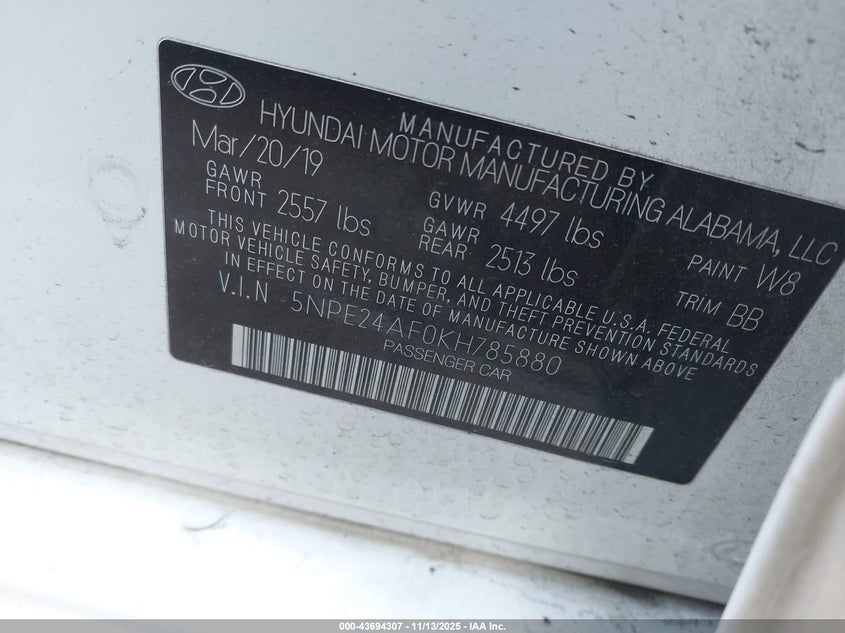 MANUFACTURED BY
HYUNDAI MOTOR MANUFACTURING ALABAMA, LLC
Mar/20/19
GAWR FRONT 2557 lbs
GVWR 4497 lbs
GAWR REAR 2513 lbs
PAINT W8
TRIM BB
THIS VEHICLE CONFORMS TO ALL APPLICABLE U.S.A. FEDERAL
MOTOR VEHICLE SAFETY, BUMPER, AND THEFT PREVENTION STANDARDS
IN EFFECT ON THE DATE OF MANUFACTURE SHOWN ABOVE
V.I.N 5NPE24AF0KH785880
PASSENGER CAR
000-43694307 - 11/13/2025 - IAA Inc.